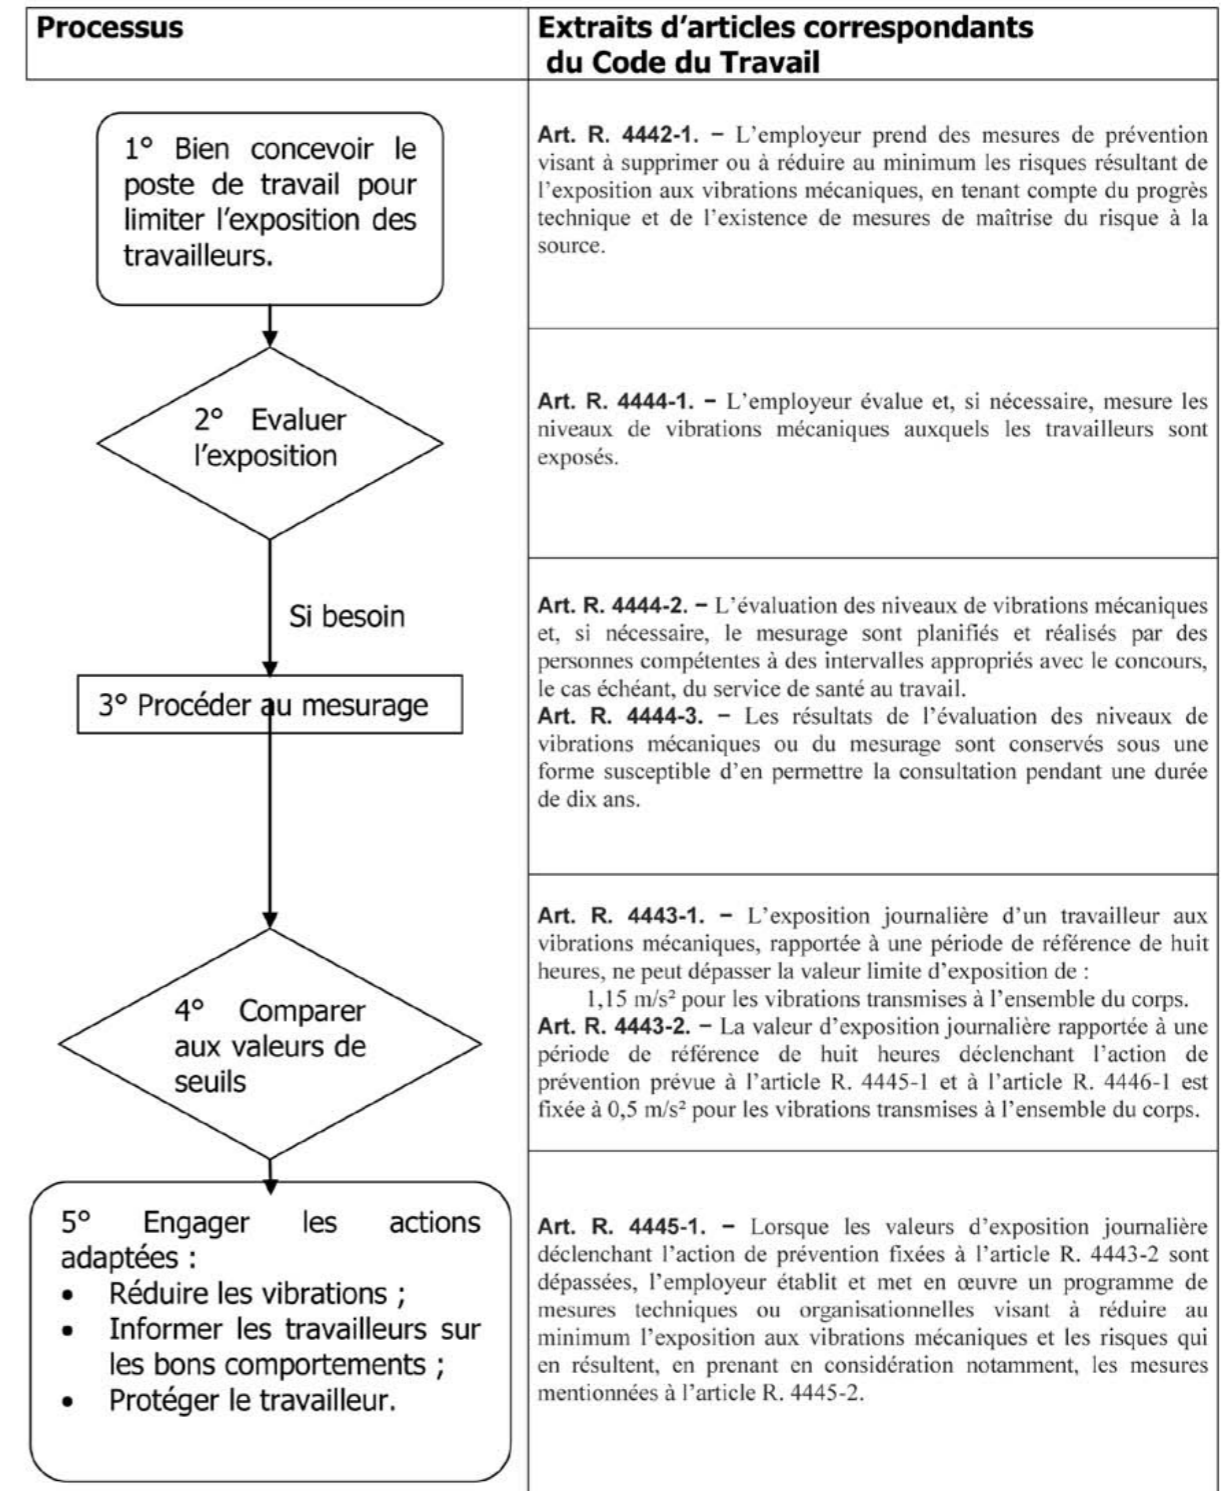 Processus
Extraits d'articles correspondants
du Code du Travail
1° Bien concevoir le
poste de travail pour
limiter l'exposition des
travailleurs.
Art. R. 4442-1. − L'employeur prend des mesures de prévention
visant à supprimer ou à réduire au minimum les risques résultant de
l'exposition aux vibrations mécaniques, en tenant compte du progrès
technique et de l'existence de mesures de maîtrise du risque à la
source.
2° Evaluer
l'exposition
Art. R. 4444-1. − L'employeur évalue et, si nécessaire, mesure les
niveaux de vibrations mécaniques auxquels les travailleurs sont
exposés.
Si besoin
3° Procéder au mesurage
Art. R. 4444-2. − L'évaluation des niveaux de vibrations mécaniques
et, si nécessaire, le mesurage sont planifiés et réalisés par des
personnes compétentes à des intervalles appropriés avec le concours,
le cas échéant, du service de santé au travail.
Art. R. 4444-3. − Les résultats de l'évaluation des niveaux de
vibrations mécaniques ou du mesurage sont conservés sous une
forme susceptible d'en permettre la consultation pendant une durée
de dix ans.
4° Comparer
aux valeurs de
seuils
Art. R. 4443-1. − L'exposition journalière d'un travailleur aux
vibrations mécaniques, rapportée à une période de référence de huit
heures, ne peut dépasser la valeur limite d'exposition de :
1,15 m/s² pour les vibrations transmises à l'ensemble du corps.
Art. R. 4443-2. − La valeur d'exposition journalière rapportée à une
période de référence de huit heures déclenchant l'action de
prévention prévue à l'article R. 4445-1 et à l'article R. 4446-1 est
fixée à 0,5 m/s² pour les vibrations transmises à l'ensemble du corps.
5° Engager les actions
adaptées :
• Réduire les vibrations ;
• Informer les travailleurs sur
les bons comportements ;
• Protéger le travailleur.
Art. R. 4445-1. − Lorsque les valeurs d'exposition journalière
déclenchant l'action de prévention fixées à l'article R. 4443-2 sont
dépassées, l'employeur établit et met en œuvre un programme de
mesures techniques ou organisationnelles visant à réduire au
minimum l'exposition aux vibrations mécaniques et les risques qui
en résultent, en prenant en considération notamment, les mesures
mentionnées à l'article R. 4445-2.